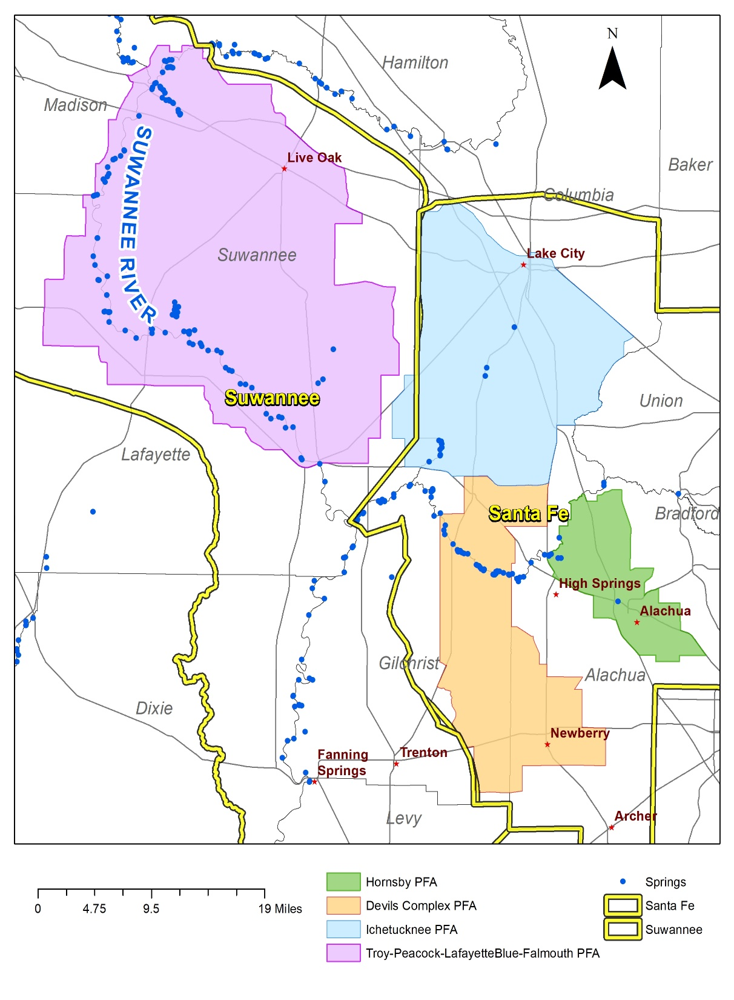 N
Hamilton
Madison
SUWANNEE RIVER
Live Oak
Baker
Columbia
Suwannee
Lake City
Suwannee
Union
Lafayette
Santa Fe
Bradford
High Springs
Alachua
Gilchrist
Alachua
Dixie
Newberry
Fanning
Springs
Trenton
Levy
Archer
0 4.75 9.5 19 Miles
Hornsby PFA
Devils Complex PFA
Ichetucknee PFA
Troy-Peacock-LafayetteBlue-Falmouth PFA
Springs
Santa Fe
Suwannee